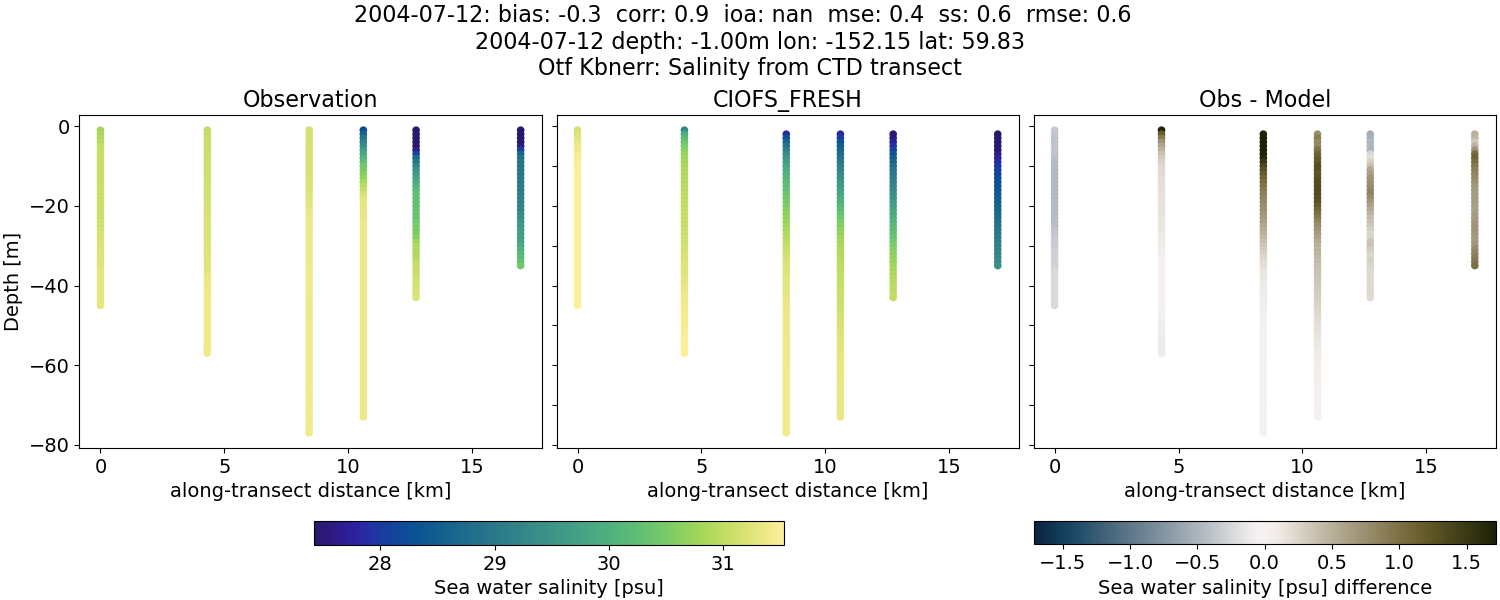 2004-07-12: bias: -0.3  corr: 0.9  ioa: nan  mse: 0.4  ss: 0.6  rmse: 0.6
2004-07-12 depth: -1.00m lon: -152.15 lat: 59.83
Otf Kbnerr: Salinity from CTD transect
Observation
CIOFS_FRESH
Obs - Model
Depth [m]
0
−20
−40
−60
−80
0 5 10 15
0 5 10 15
0 5 10 15
along-transect distance [km]
along-transect distance [km]
along-transect distance [km]
28 29 30 31
Sea water salinity [psu]
−1.5 −1.0 −0.5 0.0 0.5 1.0 1.5
Sea water salinity [psu] difference